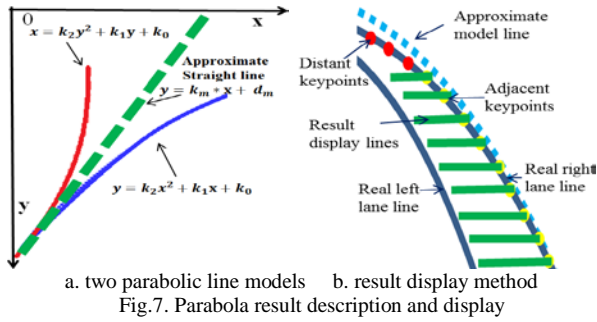 0
x
x = k₂y² + k₁y + k₀
Approximate
Straight line
y = kₘ * x + dₘ
y = k₂x² + k₁x + k₀
y
Approximate
model line
Distant
keypoints
Adjacent
keypoints
Result
display lines
Real left
lane line
Real right
lane line
a. two parabolic line models b. result display method
Fig.7. Parabola result description and display